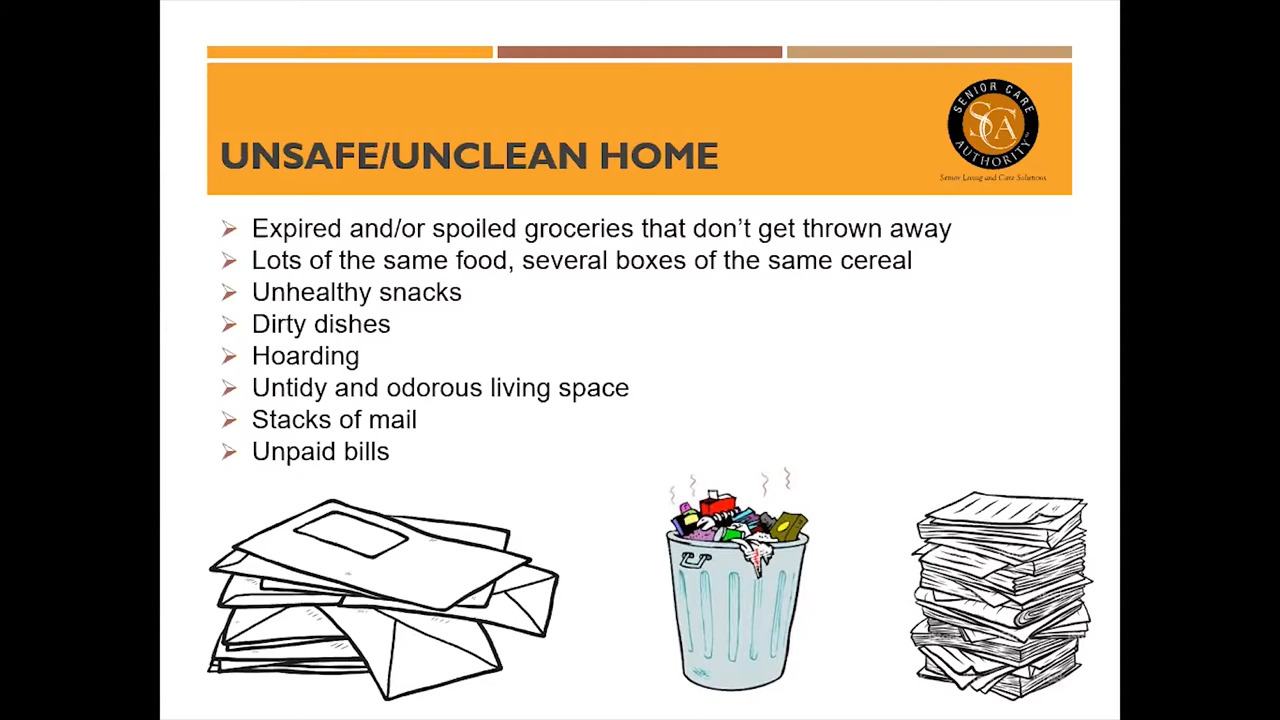 SENIOR CARE
SCA
AUTHORITY
Senior Living and Care Solutions
UNSAFE/UNCLEAN HOME
Expired and/or spoiled groceries that don’t get thrown away
Lots of the same food, several boxes of the same cereal
Unhealthy snacks
Dirty dishes
Hoarding
Untidy and odorous living space
Stacks of mail
Unpaid bills